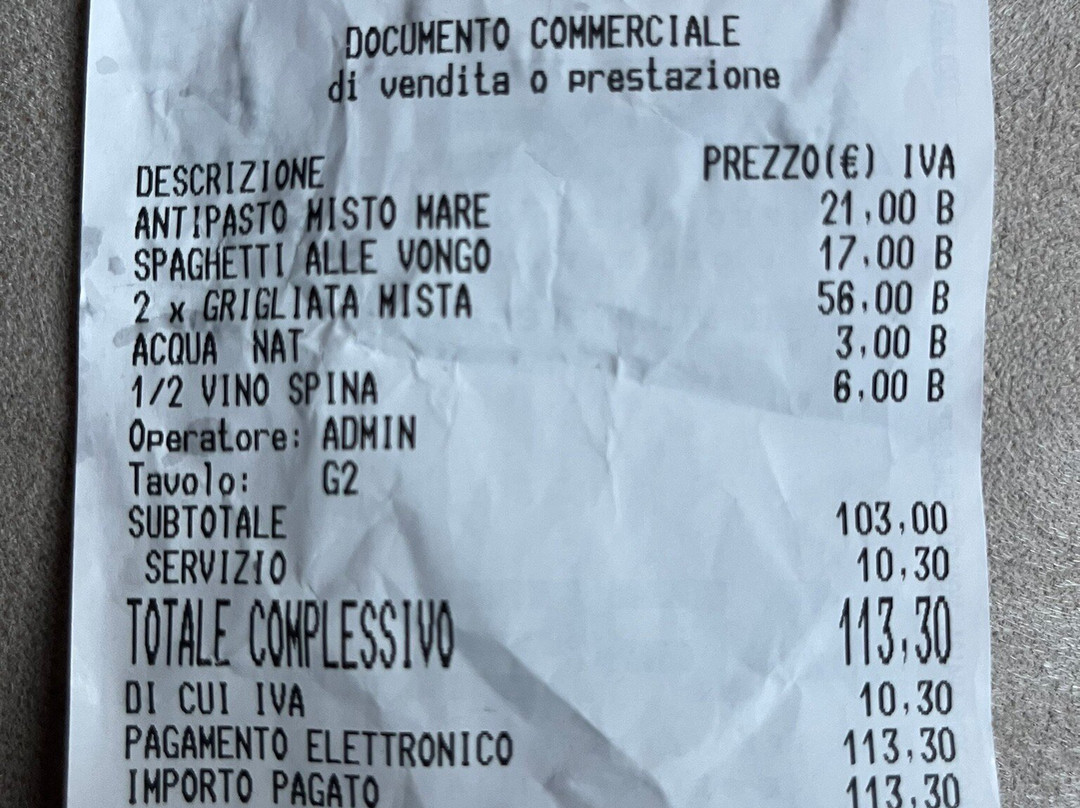 DOCUMENTO COMMERCIALE
di vendita o prestazione
DESCRIZIONE PREZZO(€) IVA
ANTIPASTO MISTO MARE 21,00 B
SPAGHETTI ALLE VONGO 17,00 B
2 x GRIGLIATA MISTA 56,00 B
ACQUA NAT 3,00 B
1/2 VINO SPINA 6,00 B
Operatore: ADMIN
Tavolo: G2
SUBTOTALE 103,00
SERVIZIO 10,30
TOTALE COMPLESSIVO 113,30
DI CUI IVA 10,30
PAGAMENTO ELETTRONICO 113,30
IMPORTO PAGATO 113,30